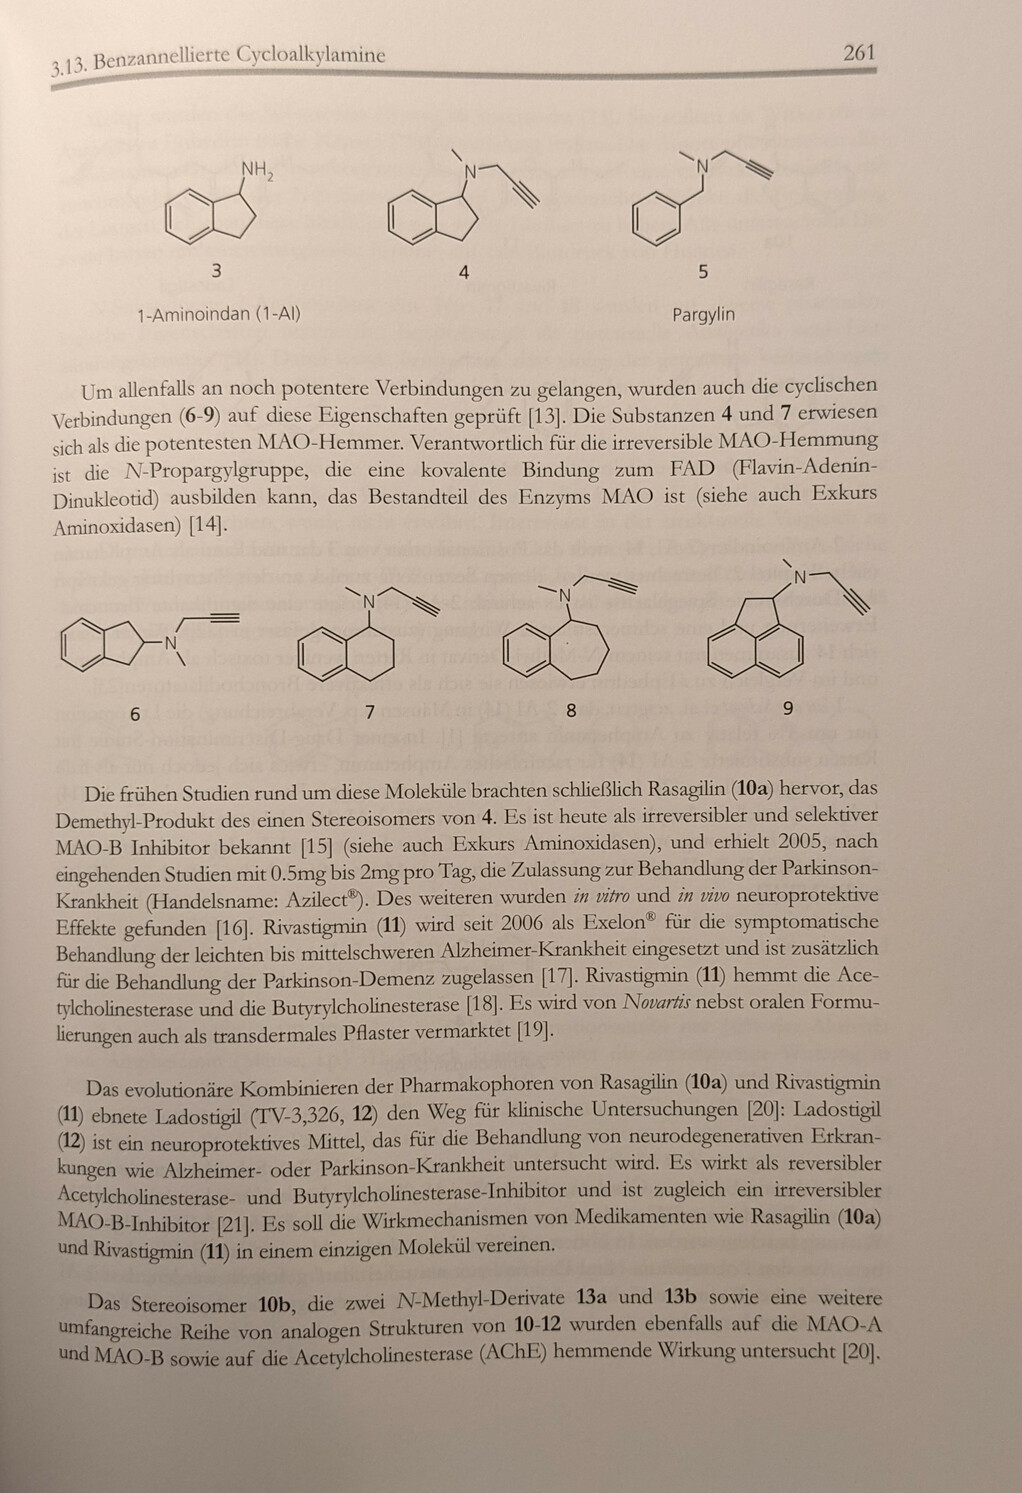 3.13. Benzannellierte Cycloalkylamine 261
NH2
N
N
3
4
5
1-Aminoindan (1-AI)
Pargylin
Um allenfalls an noch potentere Verbindungen zu gelangen, wurden auch die cyclischen
Verbindungen (6-9) auf diese Eigenschaften geprüft [13]. Die Substanzen 4 und 7 erwiesen
sich als die potentesten MAO-Hemmer. Verantwortlich für die irreversible MAO-Hemmung
ist die N-Propargylgruppe, die eine kovalente Bindung zum FAD (Flavin-Adenin-
Dinukleotid) ausbilden kann, das Bestandteil des Enzyms MAO ist (siehe auch Exkurs
Aminoxidasen) [14].
N
N
N
N
6
7
8
9
Die frühen Studien rund um diese Moleküle brachten schließlich Rasagilin (10a) hervor, das
Demethyl-Produkt des einen Stereoisomers von 4. Es ist heute als irreversibler und selektiver
MAO-B Inhibitor bekannt [15] (siehe auch Exkurs Aminoxidasen), und erhielt 2005, nach
eingehenden Studien mit 0.5mg bis 2mg pro Tag, die Zulassung zur Behandlung der Parkinson-
Krankheit (Handelsname: Azilect®). Des weiteren wurden in vitro und in vivo neuroprotektive
Effekte gefunden [16]. Rivastigmin (11) wird seit 2006 als Exelon® für die symptomatische
Behandlung der leichten bis mittelschweren Alzheimer-Krankheit eingesetzt und ist zusätzlich
für die Behandlung der Parkinson-Demenz zugelassen [17]. Rivastigmin (11) hemmt die Ace-
tylcholinesterase und die Butyrylcholinesterase [18]. Es wird von Novartis nebst oralen Formu-
lierungen auch als transdermales Pflaster vermarktet [19].
Das evolutionäre Kombinieren der Pharmakophoren von Rasagilin (10a) und Rivastigmin
(11) ebnete Ladostigil (TV-3,326, 12) den Weg für klinische Untersuchungen [20]: Ladostigil
(12) ist ein neuroprotektives Mittel, das für die Behandlung von neurodegenerativen Erkran-
kungen wie Alzheimer- oder Parkinson-Krankheit untersucht wird. Es wirkt als reversibler
Acetylcholinesterase- und Butyrylcholinesterase-Inhibitor und ist zugleich ein irreversibler
MAO-B-Inhibitor [21]. Es soll die Wirkmechanismen von Medikamenten wie Rasagilin (10a)
und Rivastigmin (11) in einem einzigen Molekül vereinen.
Das Stereoisomer 10b, die zwei N-Methyl-Derivate 13a und 13b sowie eine weitere
umfangreiche Reihe von analogen Strukturen von 10-12 wurden ebenfalls auf die MAO-A
und MAO-B sowie auf die Acetylcholinesterase (AChE) hemmende Wirkung untersucht [20].